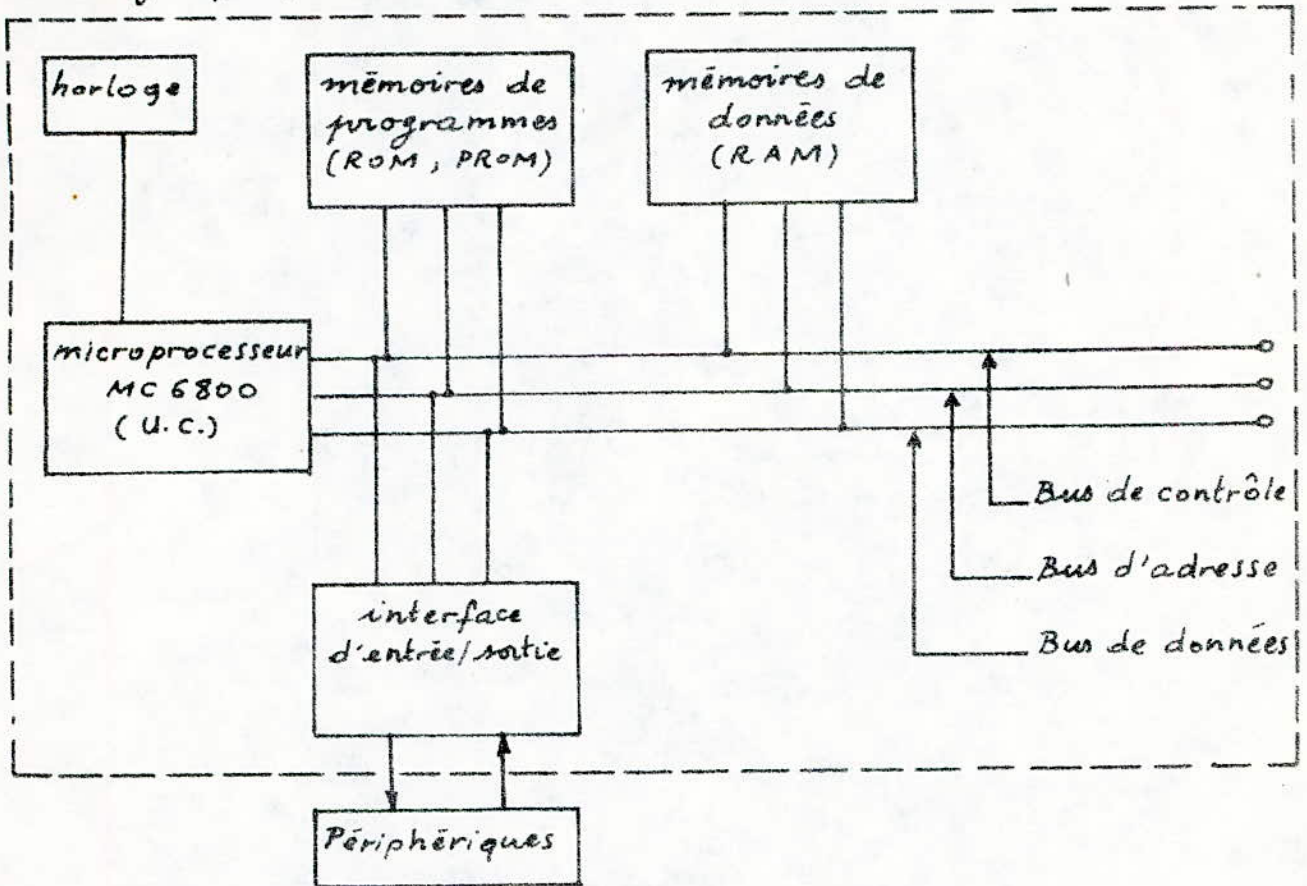 horloge
mémoires de
programmes
(ROM, PROM)
mémoires de
données
(RAM)
microprocesseur
MC 6800
(U.C.)
Bus de contrôle
Bus d'adresse
Bus de données
interface
d'entrée/sortie
Périphériques